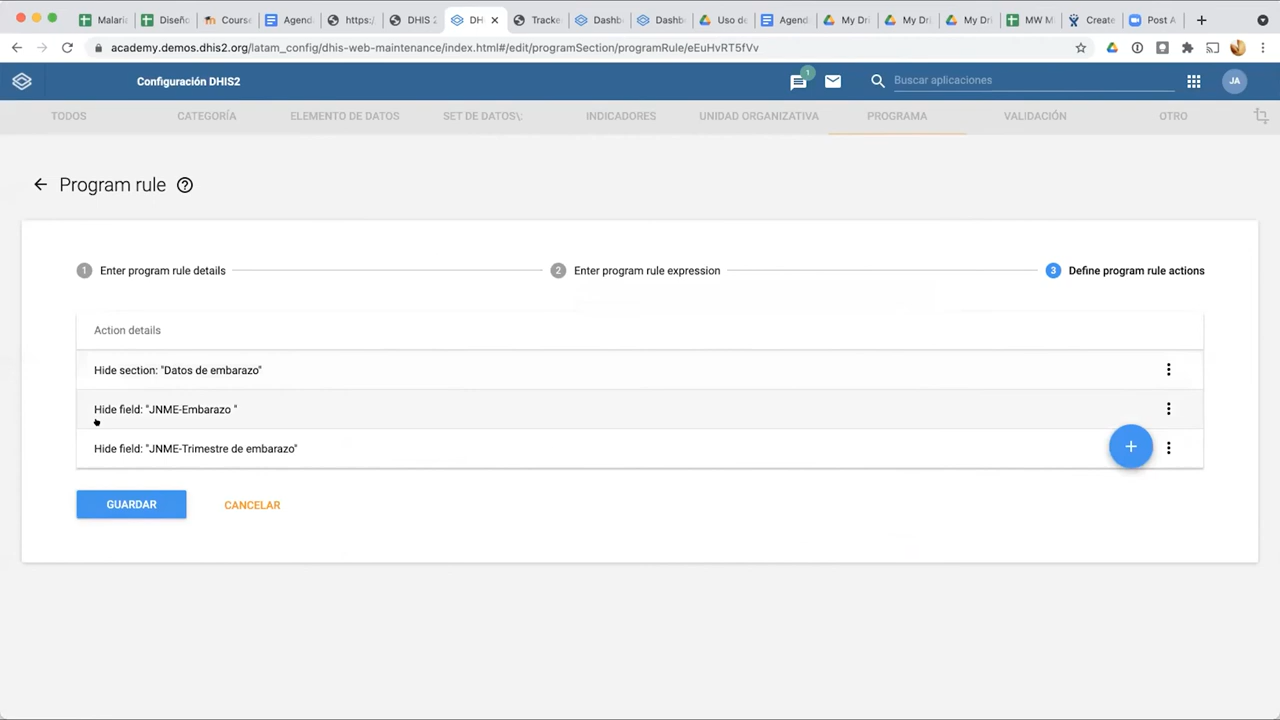 Malaria
Diseño
Course
Agend
https:/
DHIS 2
DH
Tracke
Dashb
Dashb
Uso de
Agend
My Dri
My Dri
My Dri
MW M
Create
Post A
academy.demos.dhis2.org/latam_config/dhis-web-maintenance/index.html#/edit/programSection/programRule/eEuHvRT5fVv
Configuración DHIS2
1
Buscar aplicaciones
JA
TODOS
CATEGORÍA
ELEMENTO DE DATOS
SET DE DATOS\:
INDICADORES
UNIDAD ORGANIZATIVA
PROGRAMA
VALIDACIÓN
OTRO
Program rule
1 Enter program rule details
2 Enter program rule expression
3 Define program rule actions
Action details
Hide section: "Datos de embarazo"
Hide field: "JNME-Embarazo "
Hide field: "JNME-Trimestre de embarazo"
GUARDAR
CANCELAR